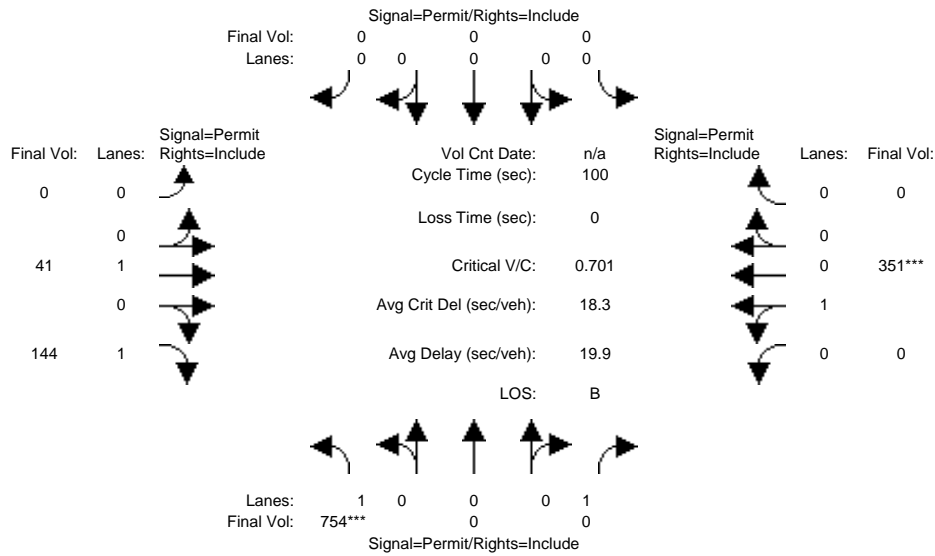 Signal=Permit/Rights=Include
Final Vol: 0 0 0
Lanes: 0 0 0 0 0
Signal=Permit Signal=Permit
Final Vol: Lanes: Rights=Include Vol Cnt Date: n/a Rights=Include Lanes: Final Vol:
Cycle Time (sec): 100
0 0 0 0
Loss Time (sec): 0
0 0
41 1 Critical V/C: 0.701 0 351***
0 Avg Crit Del (sec/veh): 18.3 1
144 1 Avg Delay (sec/veh): 19.9 0 0
LOS: B
Lanes: 1 0 0 0 1
Final Vol: 754*** 0 0
Signal=Permit/Rights=Include